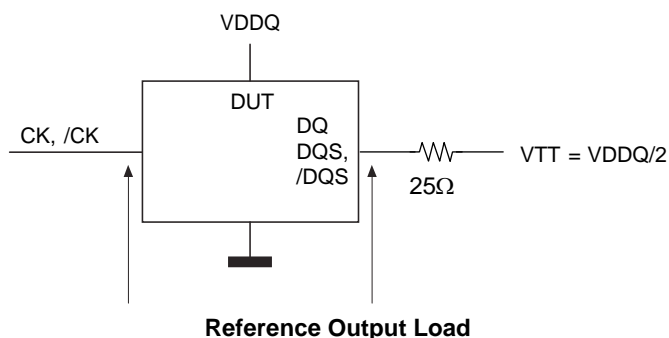 VDDQ
DUT
CK, /CK
DQ
DQS,
/DQS
VTT = VDDQ/2
25Ω
Reference Output Load